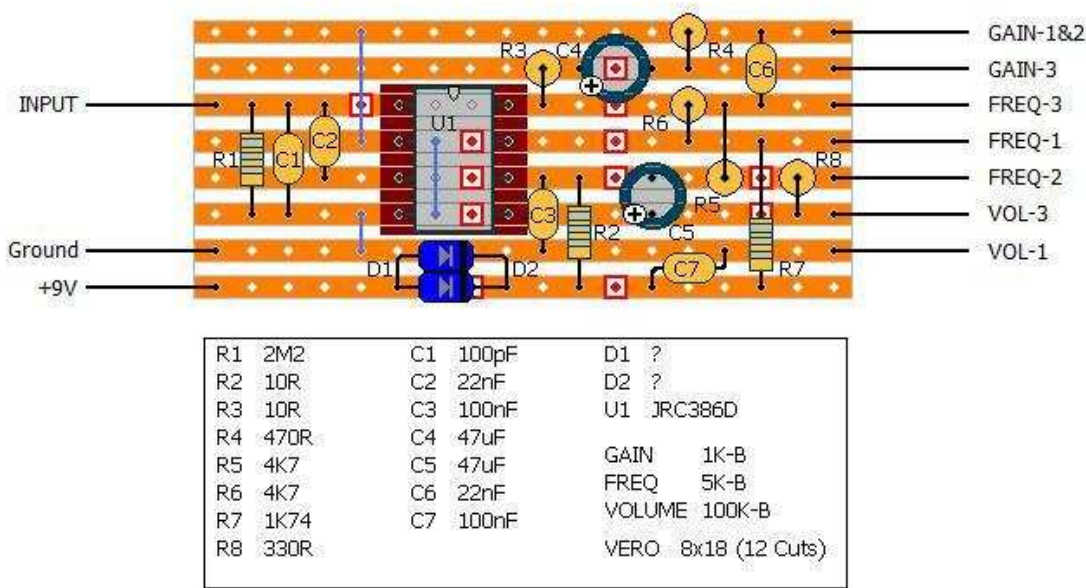 GAIN-1&2
R3 C4 R4
C6
GAIN-3
INPUT
FREQ-3
U1
R6
FREQ-1
R1 C1 C2
R8
FREQ-2
R5
VOL-3
C3 R2 C5
Ground
VOL-1
D1 D2 C7 R7
+9V
R1 2M2 C1 100pF D1 ?
R2 10R C2 22nF D2 ?
R3 10R C3 100nF U1 JRC386D
R4 470R C4 47uF
R5 4K7 C5 47uF GAIN 1K-B
R6 4K7 C6 22nF FREQ 5K-B
R7 1K74 C7 100nF VOLUME 100K-B
R8 330R VERO 8x18 (12 Cuts)